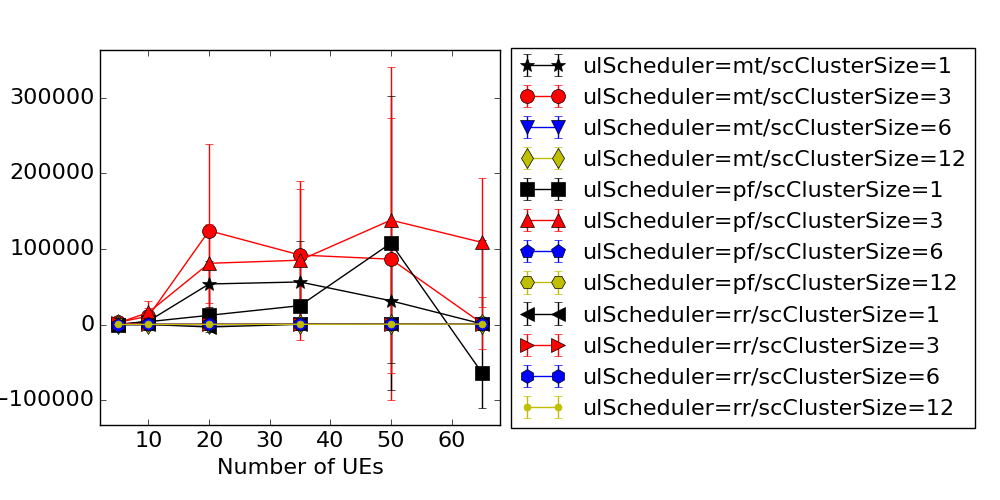 300000
200000
100000
0
−100000
10 20 30 40 50 60
Number of UEs
ulScheduler=mt/scClusterSize=1
ulScheduler=mt/scClusterSize=3
ulScheduler=mt/scClusterSize=6
ulScheduler=mt/scClusterSize=12
ulScheduler=pf/scClusterSize=1
ulScheduler=pf/scClusterSize=3
ulScheduler=pf/scClusterSize=6
ulScheduler=pf/scClusterSize=12
ulScheduler=rr/scClusterSize=1
ulScheduler=rr/scClusterSize=3
ulScheduler=rr/scClusterSize=6
ulScheduler=rr/scClusterSize=12